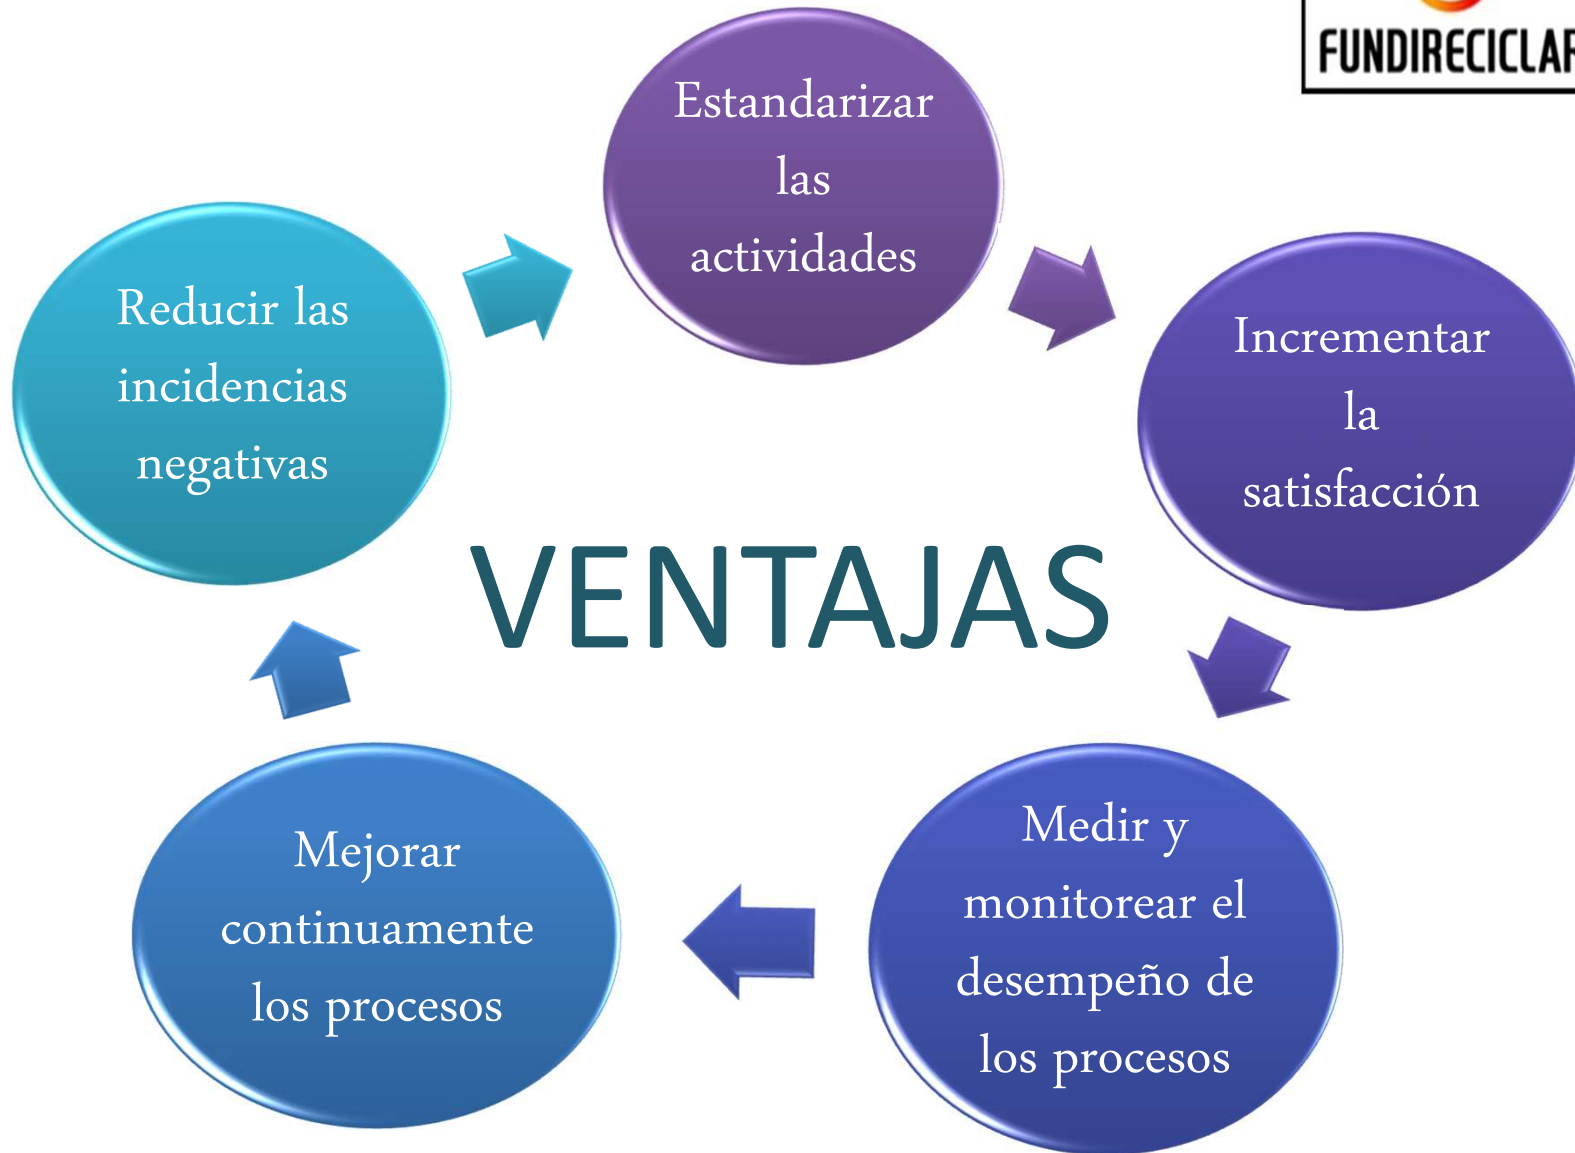 FUNDIRECICLAR
Estandarizar
las
actividades
Incrementar
la
satisfacción
Medir y
monitorear el
desempeño de
los procesos
Mejorar
continuamente
los procesos
Reducir las
incidencias
negativas
VENTAJAS